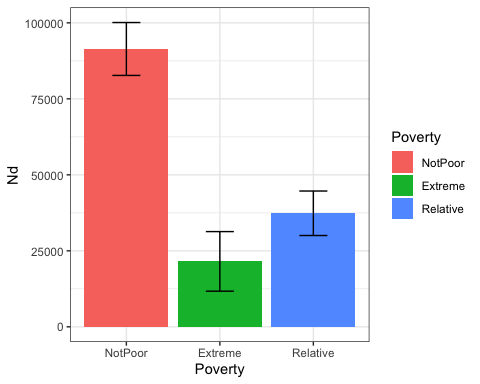 100000
75000
50000
25000
0
Nd
NotPoor
Extreme
Relative
Poverty
Poverty
NotPoor
Extreme
Relative